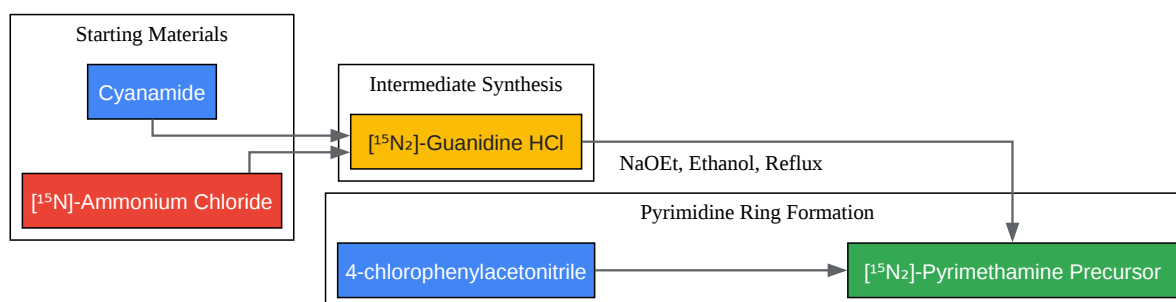 Starting Materials
Cyanamide
[¹⁵N]-Ammonium Chloride
Intermediate Synthesis
[¹⁵N₂]-Guanidine HCl
NaOEt, Ethanol, Reflux
Pyrimidine Ring Formation
4-chlorophenylacetonitrile
[¹⁵N₂]-Pyrimethamine Precursor